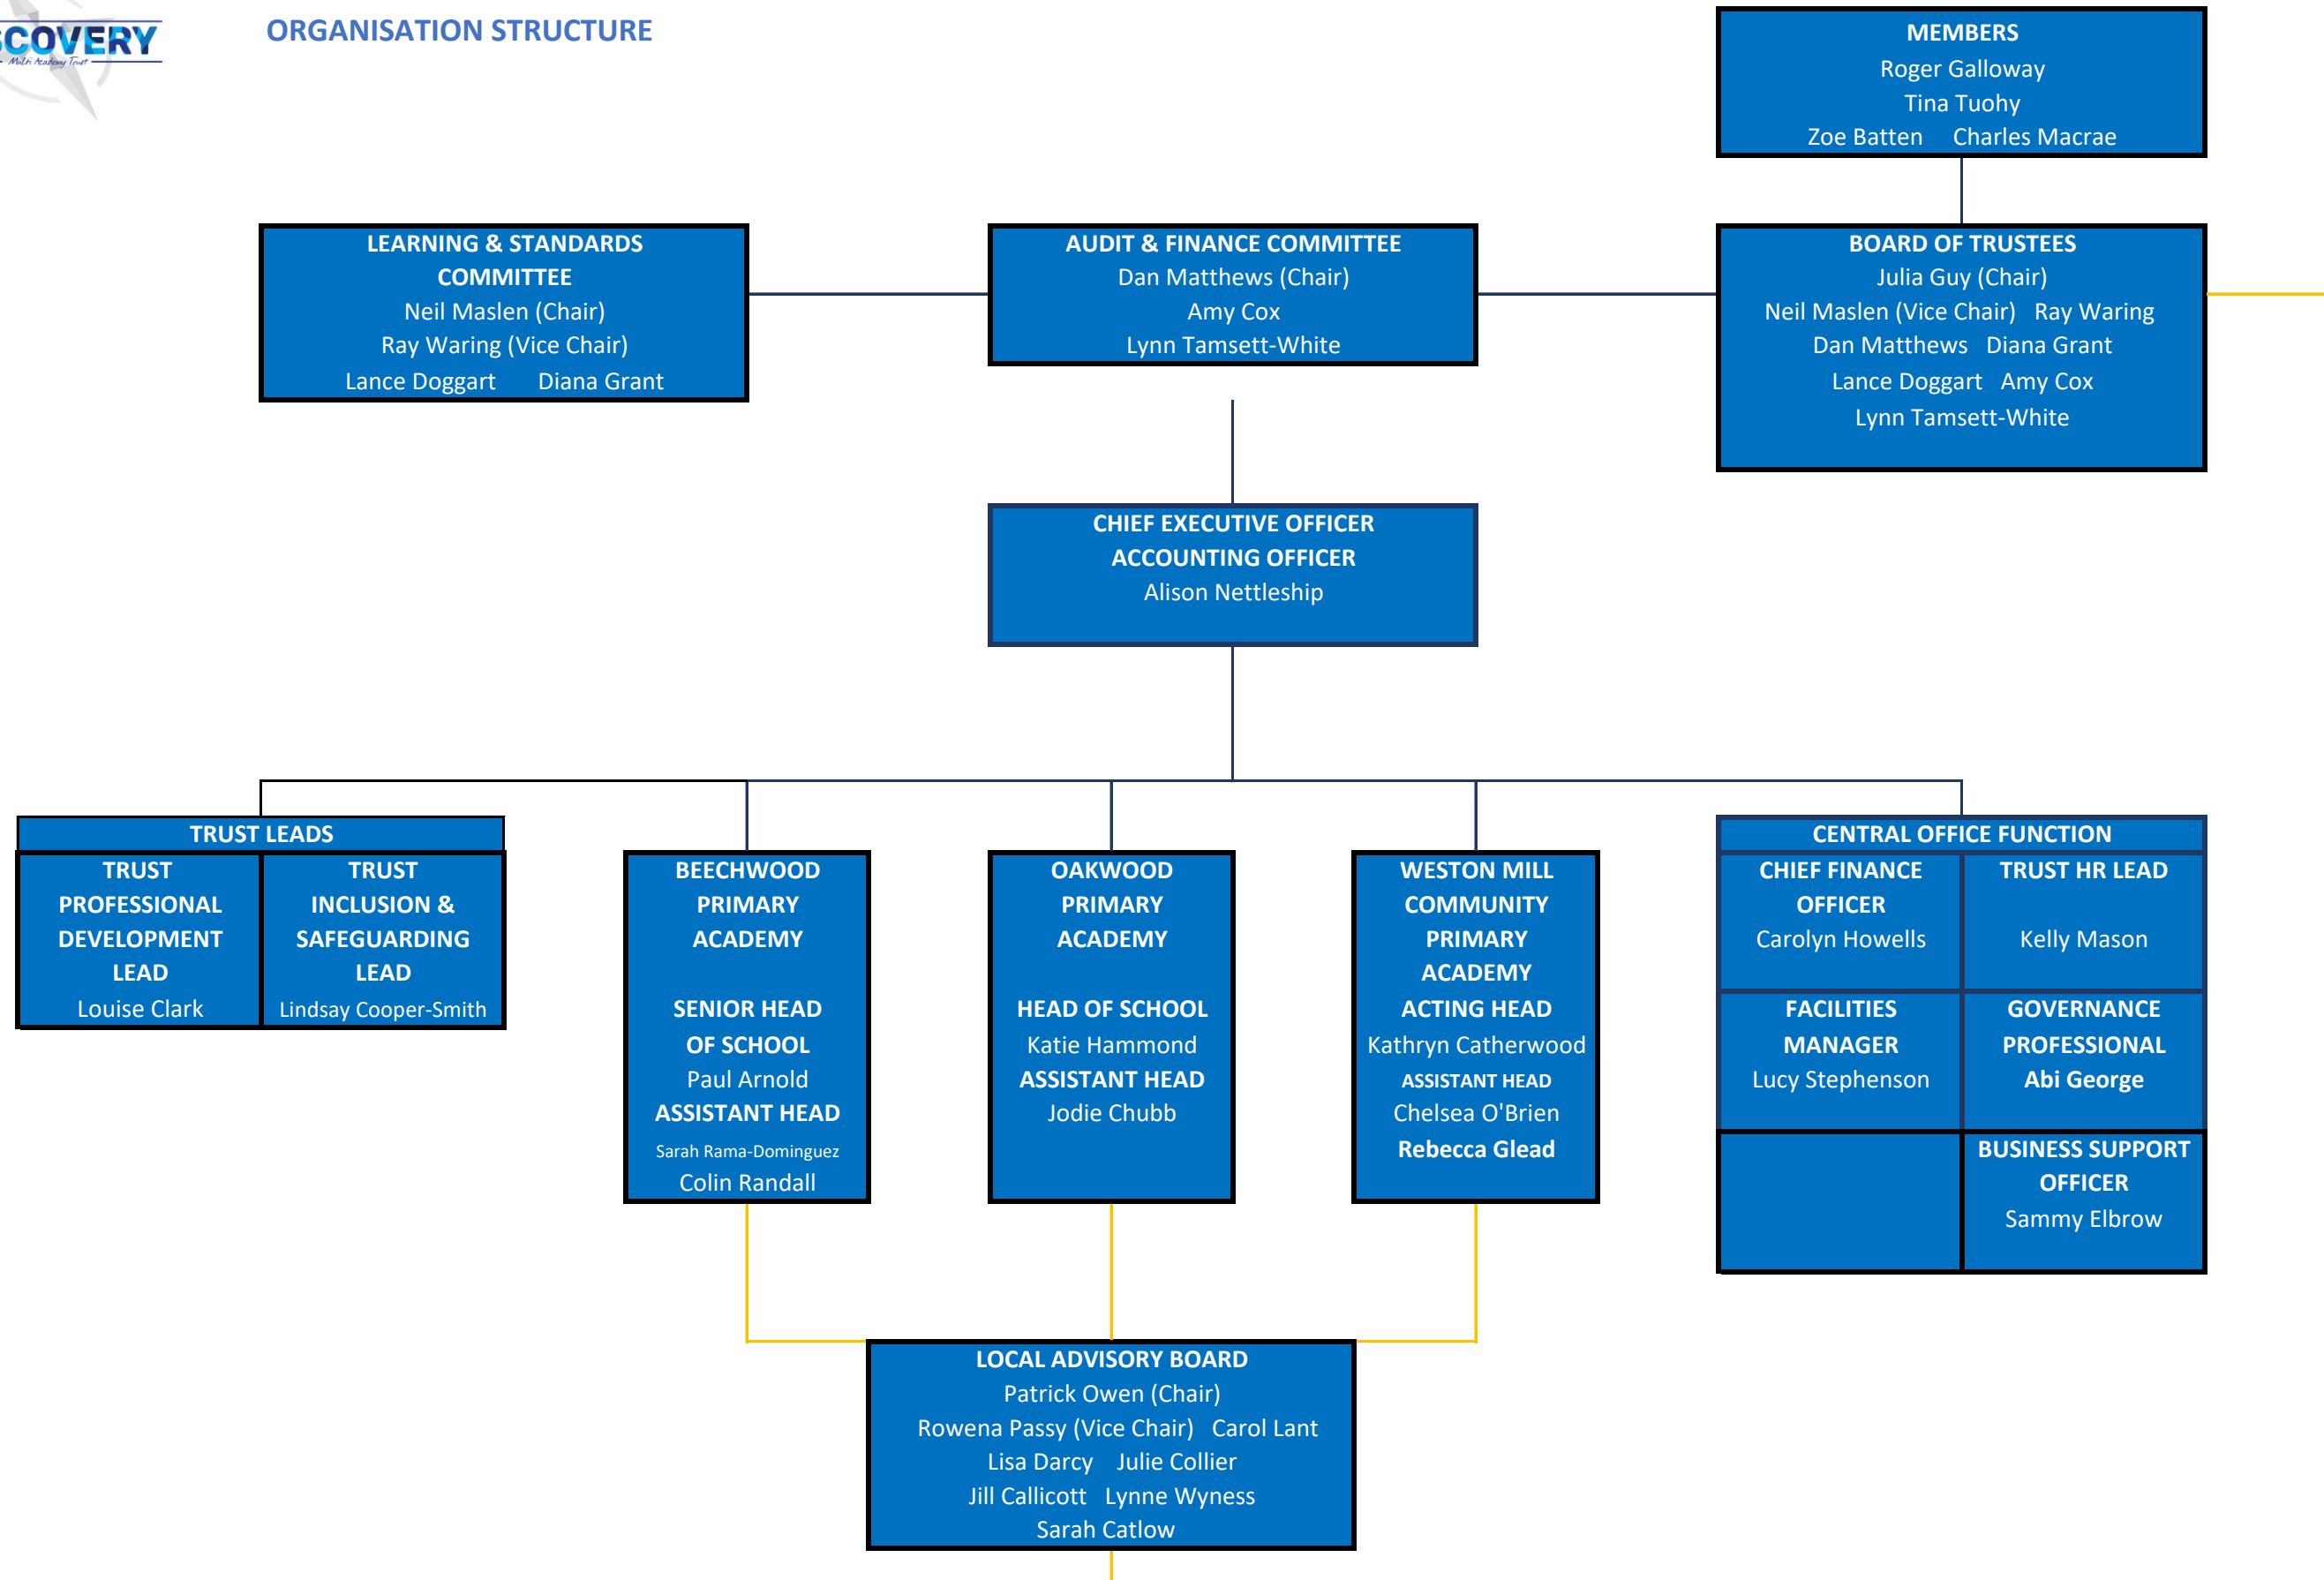 ORGANISATION STRUCTURE
Multi Academy Trust
MEMBERS
Roger Galloway
Tina Tuohy
Zoe Batten Charles Macrae
LEARNING & STANDARDS
COMMITTEE
Neil Maslen (Chair)
Ray Waring (Vice Chair)
Lance Doggart Diana Grant
AUDIT & FINANCE COMMITTEE
Dan Matthews (Chair)
Amy Cox
Lynn Tamsett-White
BOARD OF TRUSTEES
Julia Guy (Chair)
Neil Maslen (Vice Chair) Ray Waring
Dan Matthews Diana Grant
Lance Doggart Amy Cox
Lynn Tamsett-White
CHIEF EXECUTIVE OFFICER
ACCOUNTING OFFICER
Alison Nettleship
TRUST LEADS
TRUST
PROFESSIONAL
DEVELOPMENT
LEAD
Louise Clark
TRUST
INCLUSION &
SAFEGUARDING
LEAD
Lindsay Cooper-Smith
BEECHWOOD
PRIMARY
ACADEMY
SENIOR HEAD
OF SCHOOL
Paul Arnold
ASSISTANT HEAD
Sarah Rama-Dominguez
Colin Randall
OAKWOOD
PRIMARY
ACADEMY
HEAD OF SCHOOL
Katie Hammond
ASSISTANT HEAD
Jodie Chubb
WESTON MILL
COMMUNITY
PRIMARY
ACADEMY
ACTING HEAD
Kathryn Catherwood
ASSISTANT HEAD
Chelsea O'Brien
Rebecca Glead
CENTRAL OFFICE FUNCTION
CHIEF FINANCE
OFFICER
Carolyn Howells
TRUST HR LEAD
Kelly Mason
FACILITIES
MANAGER
Lucy Stephenson
GOVERNANCE
PROFESSIONAL
Abi George
BUSINESS SUPPORT
OFFICER
Sammy Elbrow
LOCAL ADVISORY BOARD
Patrick Owen (Chair)
Rowena Passy (Vice Chair) Carol Lant
Lisa Darcy Julie Collier
Jill Callicott Lynne Wyness
Sarah Catlow